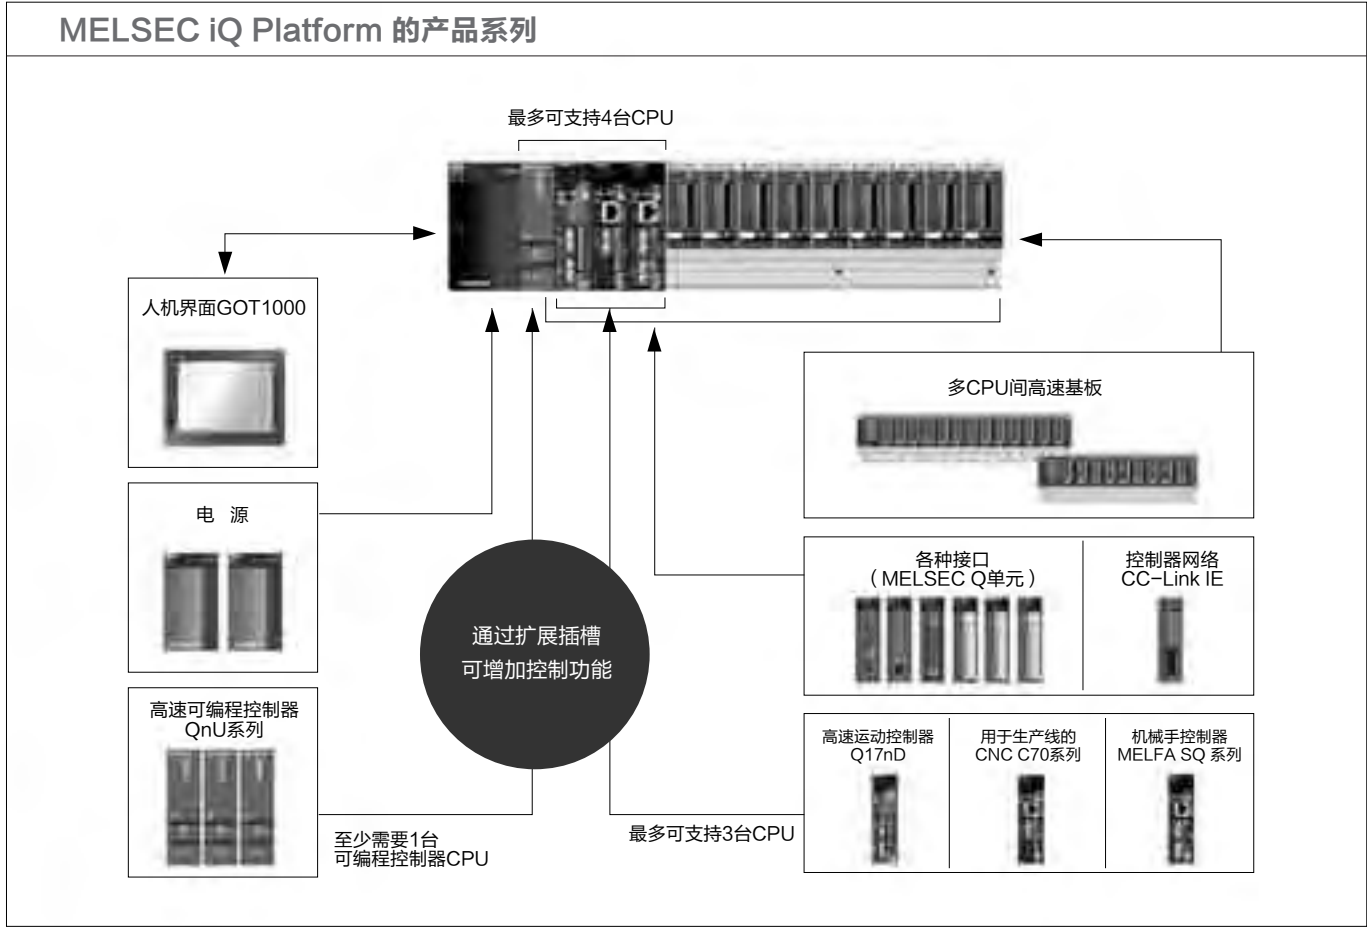 MELSEC iQ Platform 的产品系列
最多可支持4台CPU
人机界面GOT1000
多CPU间高速基板
电 源
各种接口
（MELSEC Q单元）
控制器网络
CC-Link IE
通过扩展插槽
可增加控制功能
高速可编程控制器
QnU系列
高速运动控制器
Q17nD
用于生产线的
CNC C70系列
机械手控制器
MELFA SQ 系列
至少需要1台
可编程控制器CPU
最多可支持3台CPU